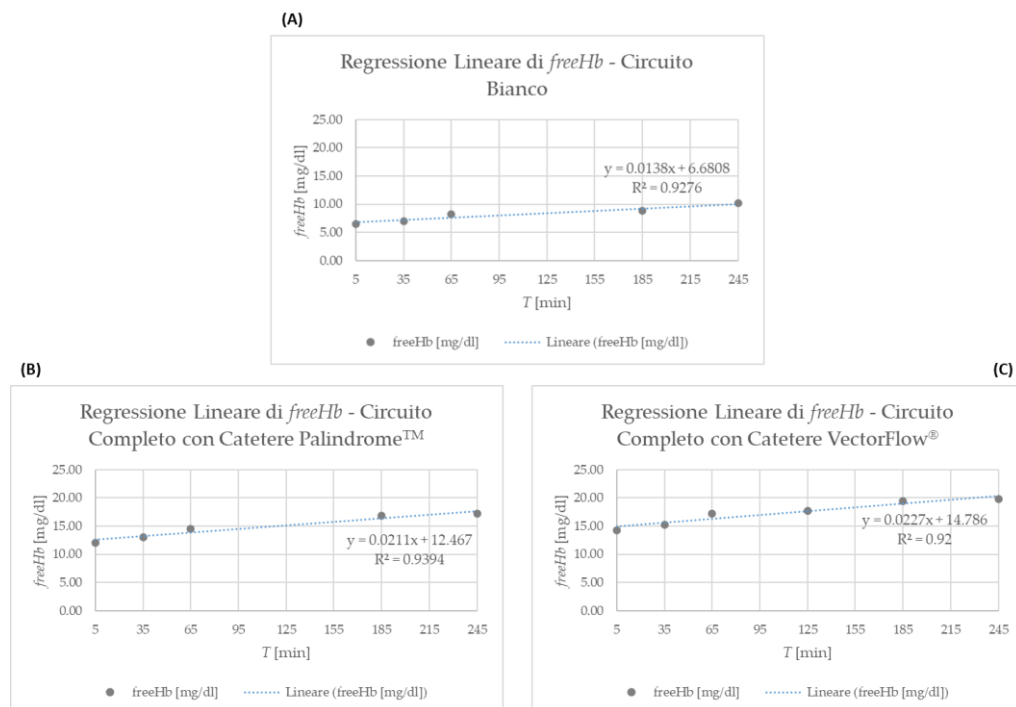 (A)
Regressione Lineare di freeHb - Circuito
Bianco
freeHb [mg/dl]
25.00
20.00
15.00
10.00
5.00
0.00
y = 0.0138x + 6.6808
R² = 0.9276
5 35 65 95 125 155 185 215 245
T [min]
freeHb [mg/dl] Lineare (freeHb [mg/dl])
(B)
Regressione Lineare di freeHb - Circuito
Completo con Catetere Palindrome™
freeHb [mg/dl]
25.00
20.00
15.00
10.00
5.00
0.00
y = 0.0211x + 12.467
R² = 0.9394
5 35 65 95 125 155 185 215 245
T [min]
freeHb [mg/dl] Lineare (freeHb [mg/dl])
(C)
Regressione Lineare di freeHb - Circuito
Completo con Catetere VectorFlow®
freeHb [mg/dl]
25.00
20.00
15.00
10.00
5.00
0.00
y = 0.0227x + 14.786
R² = 0.92
5 35 65 95 125 155 185 215 245
T [min]
freeHb [mg/dl] Lineare (freeHb [mg/dl])